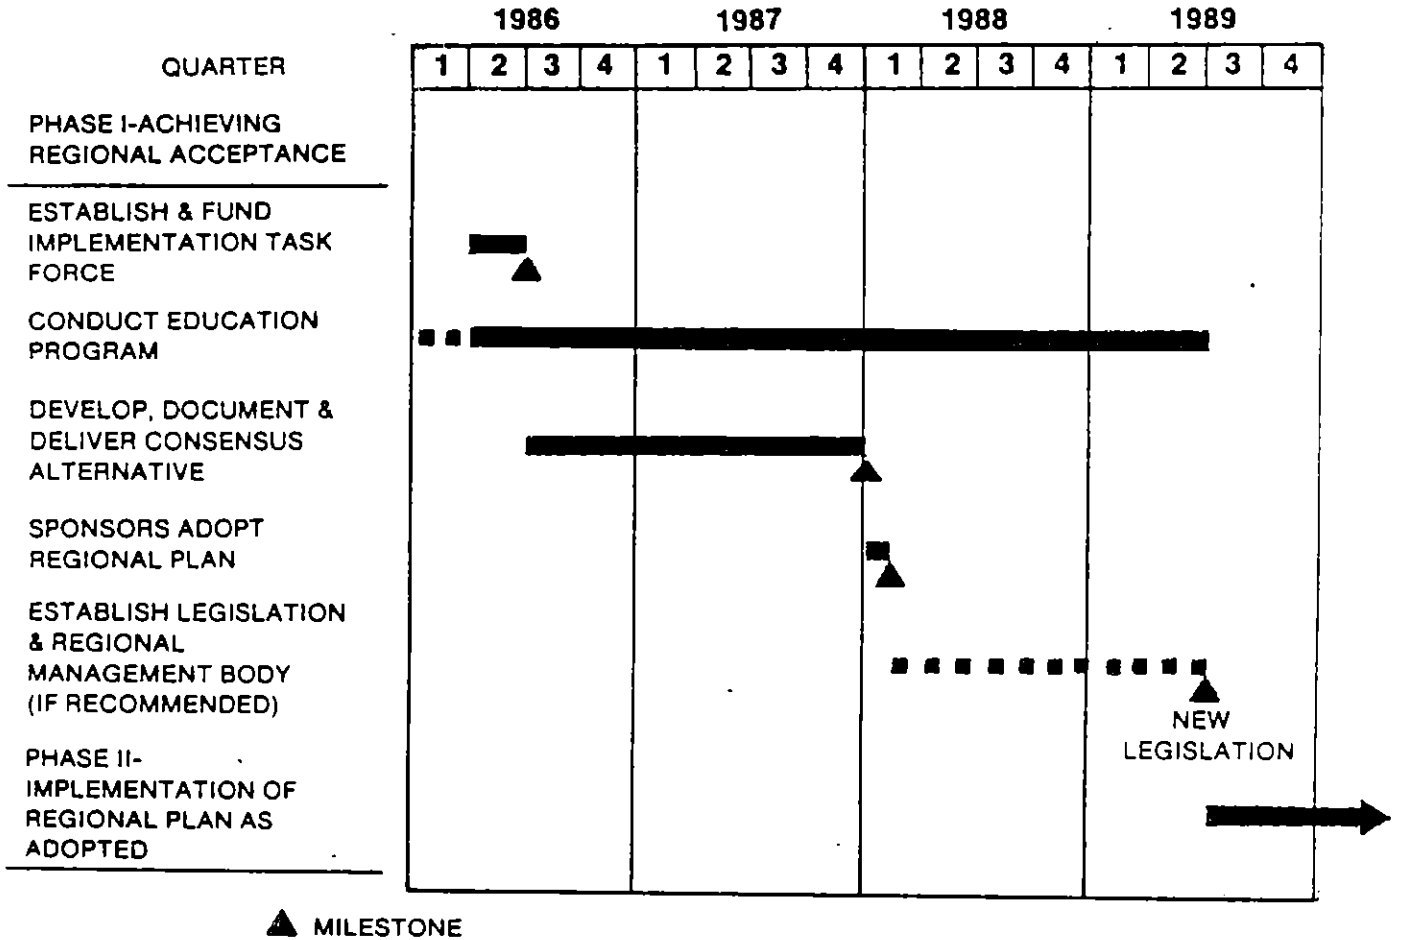 1986 1987 1988 1989
QUARTER 1 2 3 4 1 2 3 4 1 2 3 4 1 2 3 4
PHASE I-ACHIEVING
REGIONAL ACCEPTANCE
ESTABLISH & FUND
IMPLEMENTATION TASK
FORCE
CONDUCT EDUCATION
PROGRAM
DEVELOP, DOCUMENT &
DELIVER CONSENSUS
ALTERNATIVE
SPONSORS ADOPT
REGIONAL PLAN
ESTABLISH LEGISLATION
& REGIONAL
MANAGEMENT BODY
(IF RECOMMENDED)
NEW
LEGISLATION
PHASE II-
IMPLEMENTATION OF
REGIONAL PLAN AS
ADOPTED
MILESTONE